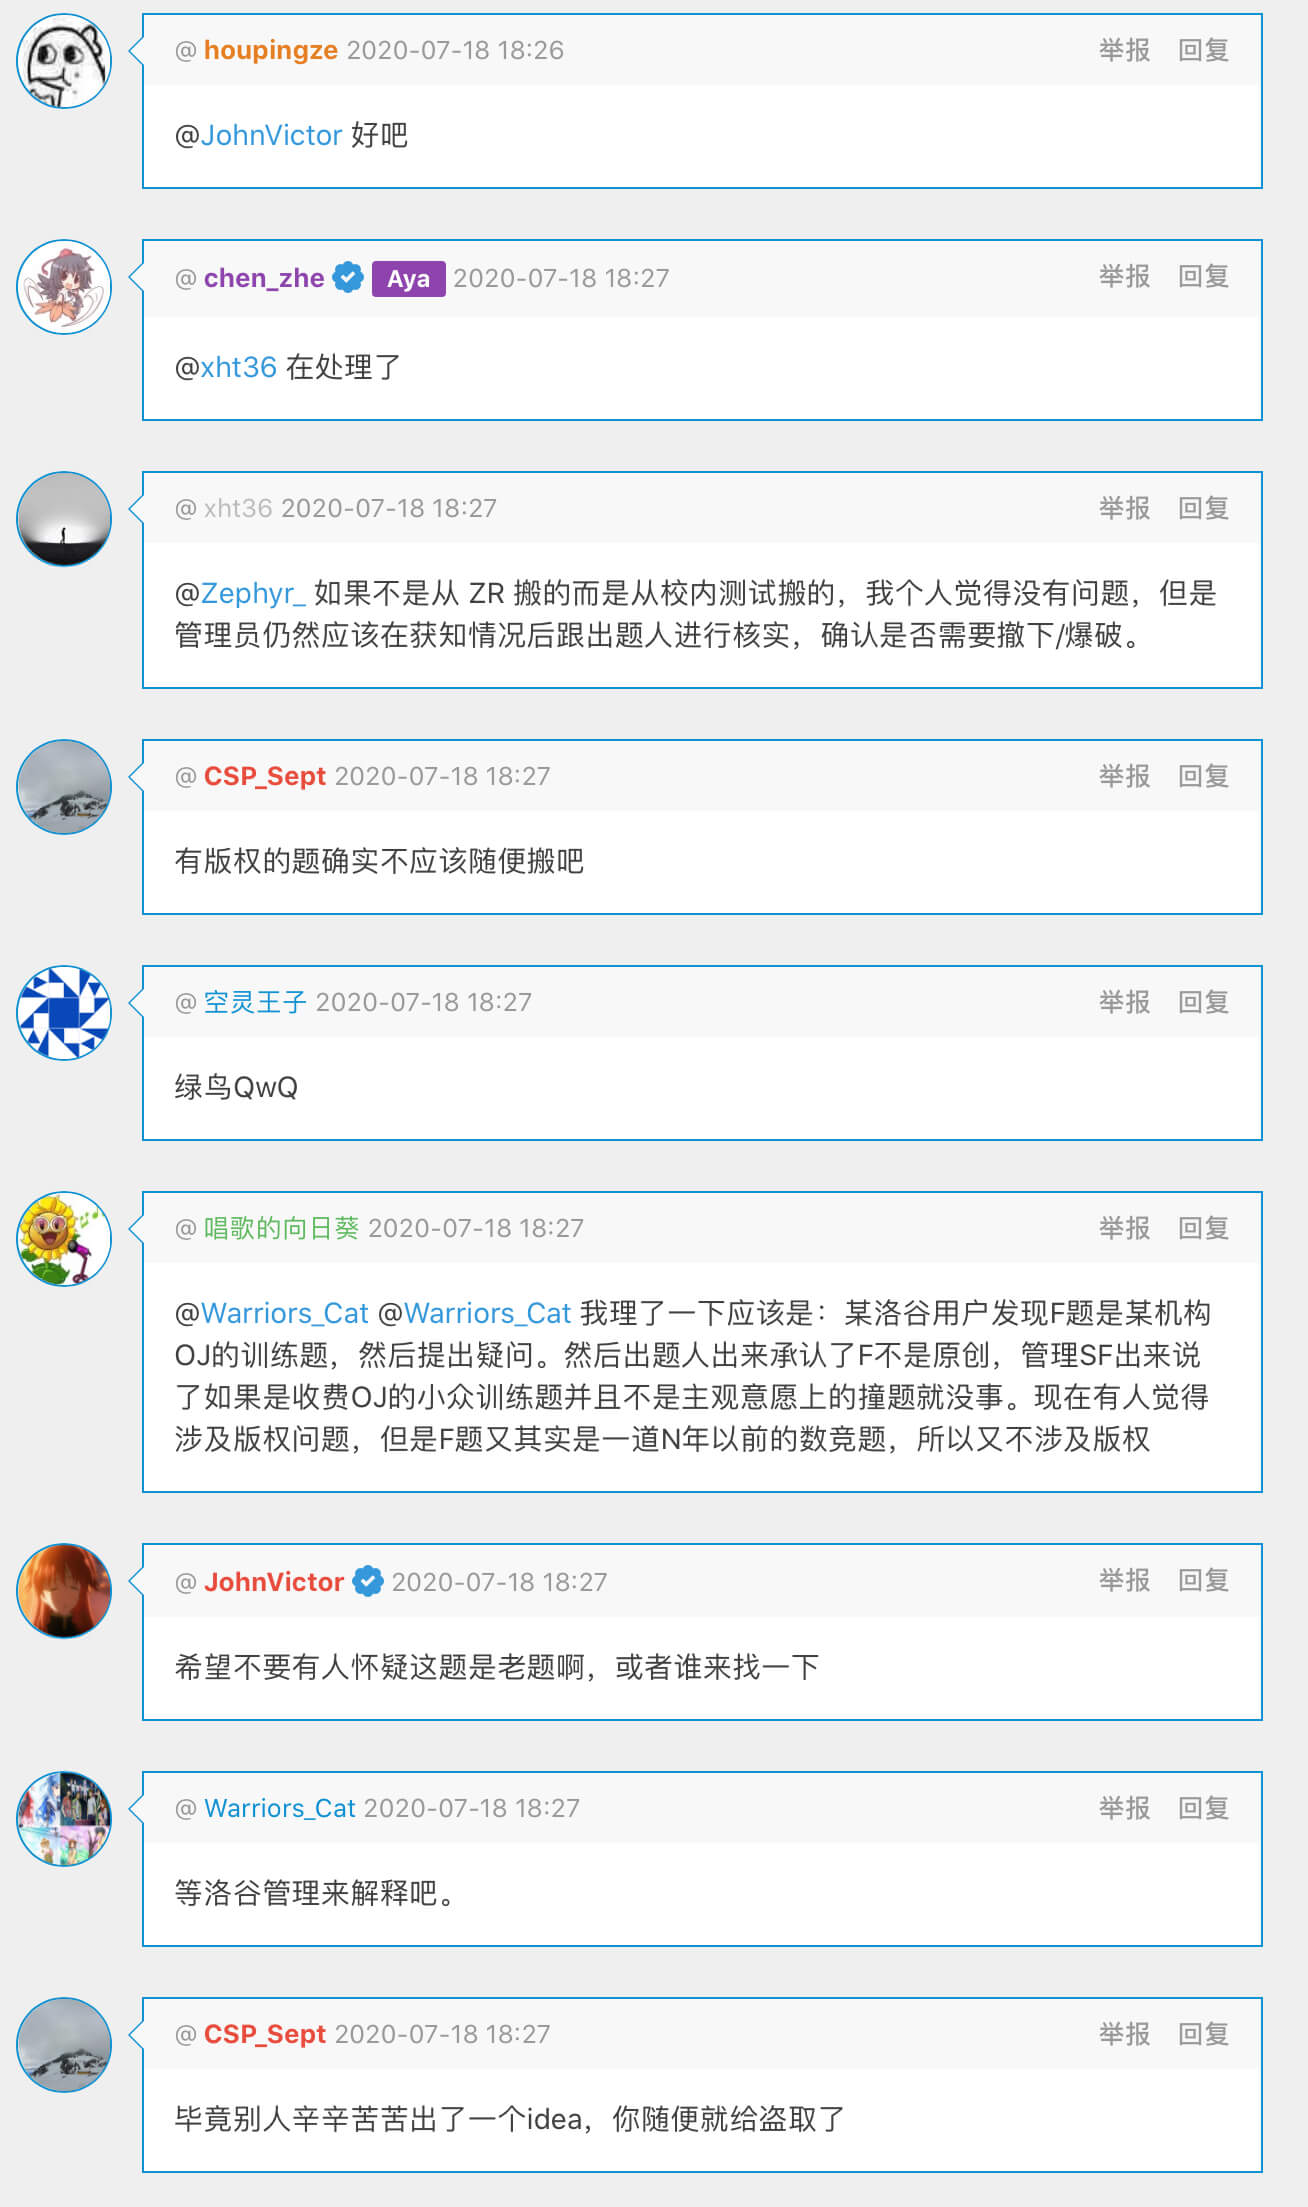 @ houpingze 2020-07-18 18:26 举报 回复
@JohnVictor 好吧
@ chen_zhe Aya 2020-07-18 18:27 举报 回复
@xht36 在处理了
@ xht36 2020-07-18 18:27 举报 回复
@Zephyr_ 如果不是从 ZR 搬的而是从校内测试搬的，我个人觉得没有问题，但是
管理员仍然应该在获知情况后跟出题人进行核实，确认是否需要撤下/爆破。
@ CSP_Sept 2020-07-18 18:27 举报 回复
有版权的题确实不应该随便搬吧
@ 空灵王子 2020-07-18 18:27 举报 回复
绿鸟QwQ
@ 唱歌的向日葵 2020-07-18 18:27 举报 回复
@Warriors_Cat @Warriors_Cat 我理了一下应该是：某洛谷用户发现F题是某机构
OJ的训练题，然后提出疑问。然后出题人出来承认了F不是原创，管理SF出来说
了如果是收费OJ的小众训练题并且不是主观意愿上的撞题就没事。现在有人觉得
涉及版权问题，但是F题又其实是一道N年以前的数竞题，所以又不涉及版权
@ JohnVictor 2020-07-18 18:27 举报 回复
希望不要有人怀疑这题是老题啊，或者谁来找一下
@ Warriors_Cat 2020-07-18 18:27 举报 回复
等洛谷管理来解释吧。
@ CSP_Sept 2020-07-18 18:27 举报 回复
毕竟别人辛辛苦苦出了一个idea，你随便就给盗取了